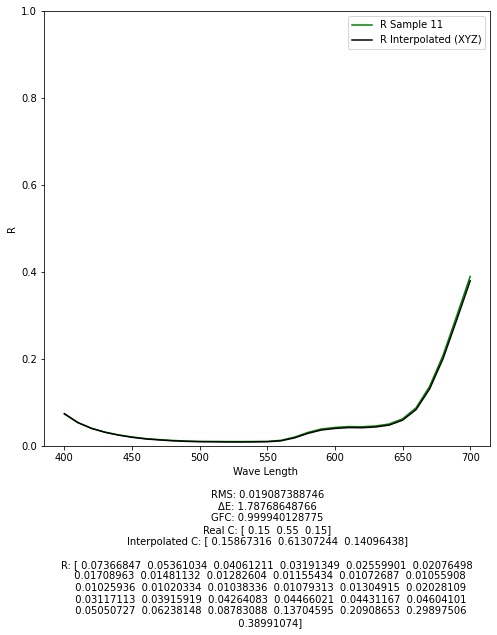 1.0
R Sample 11
R Interpolated (XYZ)
0.8
0.6
R
0.4
0.2
0.0
400 450 500 550 600 650 700
Wave Length
RMS: 0.019087388746
ΔE: 1.78768648766
GFC: 0.999940128775
Real C: [ 0.15 0.55 0.15]
Interpolated C: [ 0.15867316 0.61307244 0.14096438]
R: [ 0.07366847 0.05361034 0.04061211 0.03191349 0.02559901 0.02076498
0.01708963 0.01481132 0.01282604 0.01155434 0.01072687 0.01055908
0.01025936 0.01020334 0.01038336 0.01079313 0.01304915 0.02028109
0.03117113 0.03915919 0.04264083 0.04466021 0.04431167 0.04604101
0.05050727 0.06238148 0.08783088 0.13704595 0.20908653 0.29897506
0.38991074]